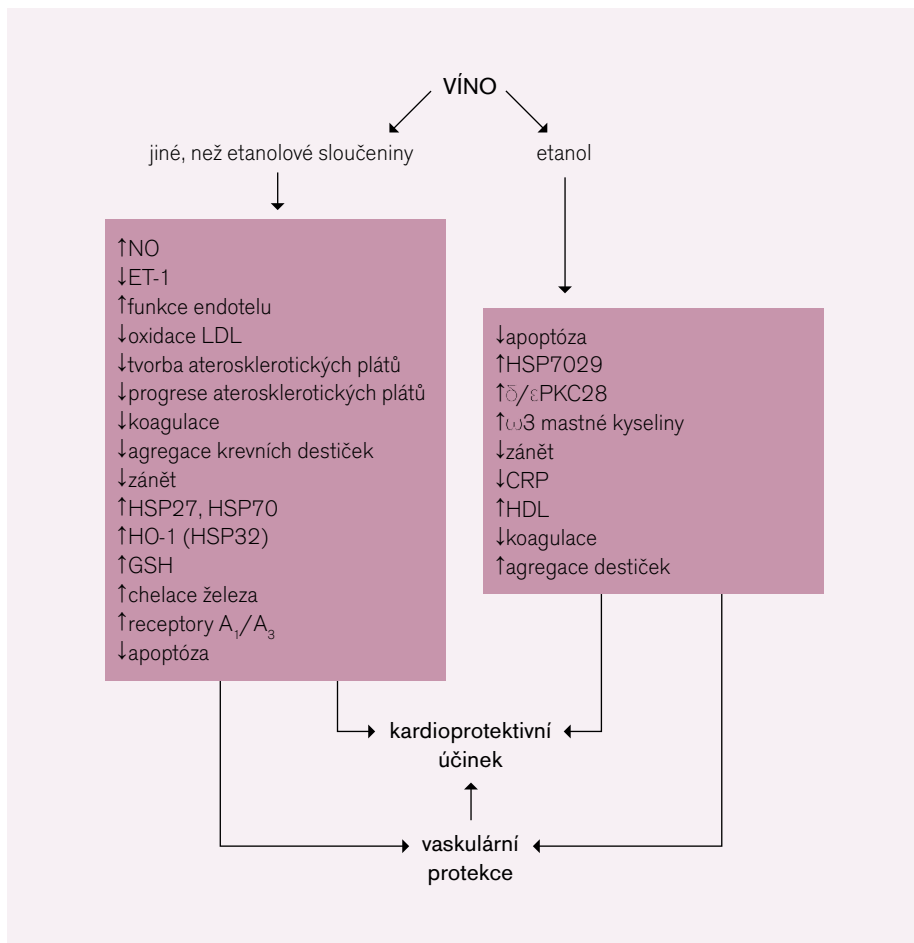 VÍNO
jiné, než etanolové sloučeniny
etanol
↑NO
↓ET-1
↑funkce endotelu
↓oxidace LDL
↓tvorba aterosklerotických plátů
↓progrese aterosklerotických plátů
↓koagulace
↓agregace krevních destiček
↓zánět
↑HSP27, HSP70
↑HO-1 (HSP32)
↑GSH
↑chelace železa
↑receptory A₁/A₃
↓apoptóza
↓apoptóza
↑HSP7029
↑δ/εPKC28
↑ω3 mastné kyseliny
↓zánět
↓CRP
↑HDL
↓koagulace
↑agregace destiček
kardioprotektivní
účinek
vaskulární
protekce